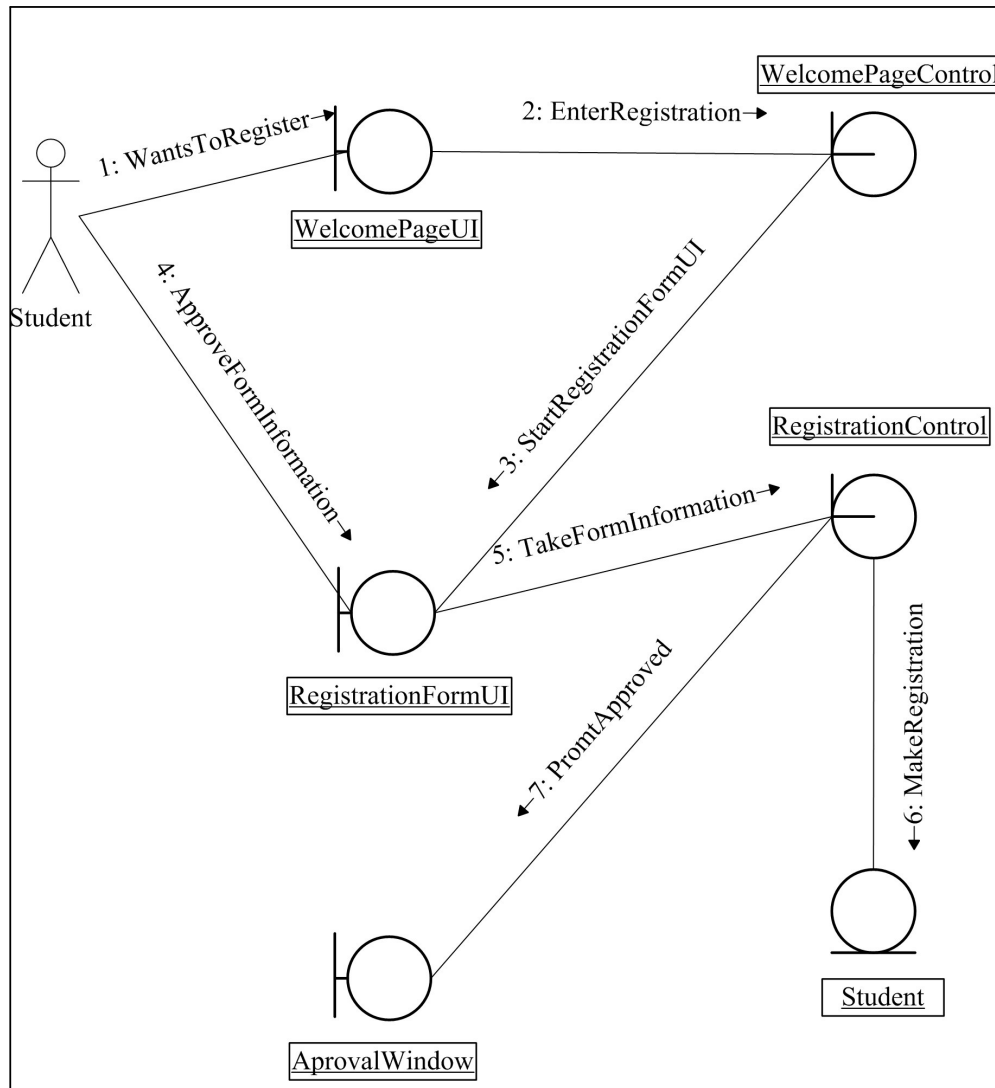 WelcomePageControl
2: EnterRegistration
1: WantsToRegister
WelcomePageUI
Student
4: ApproveFormInformation
3: StartRegistrationFormUI
RegistrationControl
5: TakeFormInformation
RegistrationFormUI
7: PromtApproved
6: MakeRegistration
Student
AprovalWindow